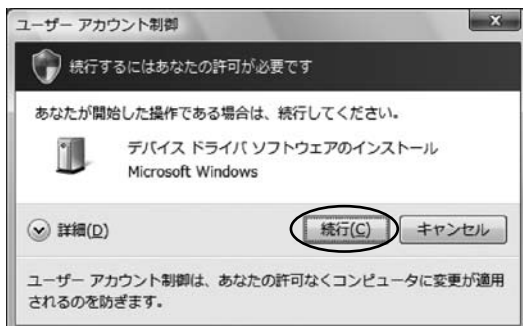 ユーザー アカウント制御
続行するにはあなたの許可が必要です
あなたが開始した操作である場合は、続行してください。
デバイス ドライバ ソフトウェアのインストール
Microsoft Windows
詳細(D)
続行(C)
キャンセル
ユーザー アカウント制御は、あなたの許可なくコンピュータに変更が適用
されるのを防ぎます。